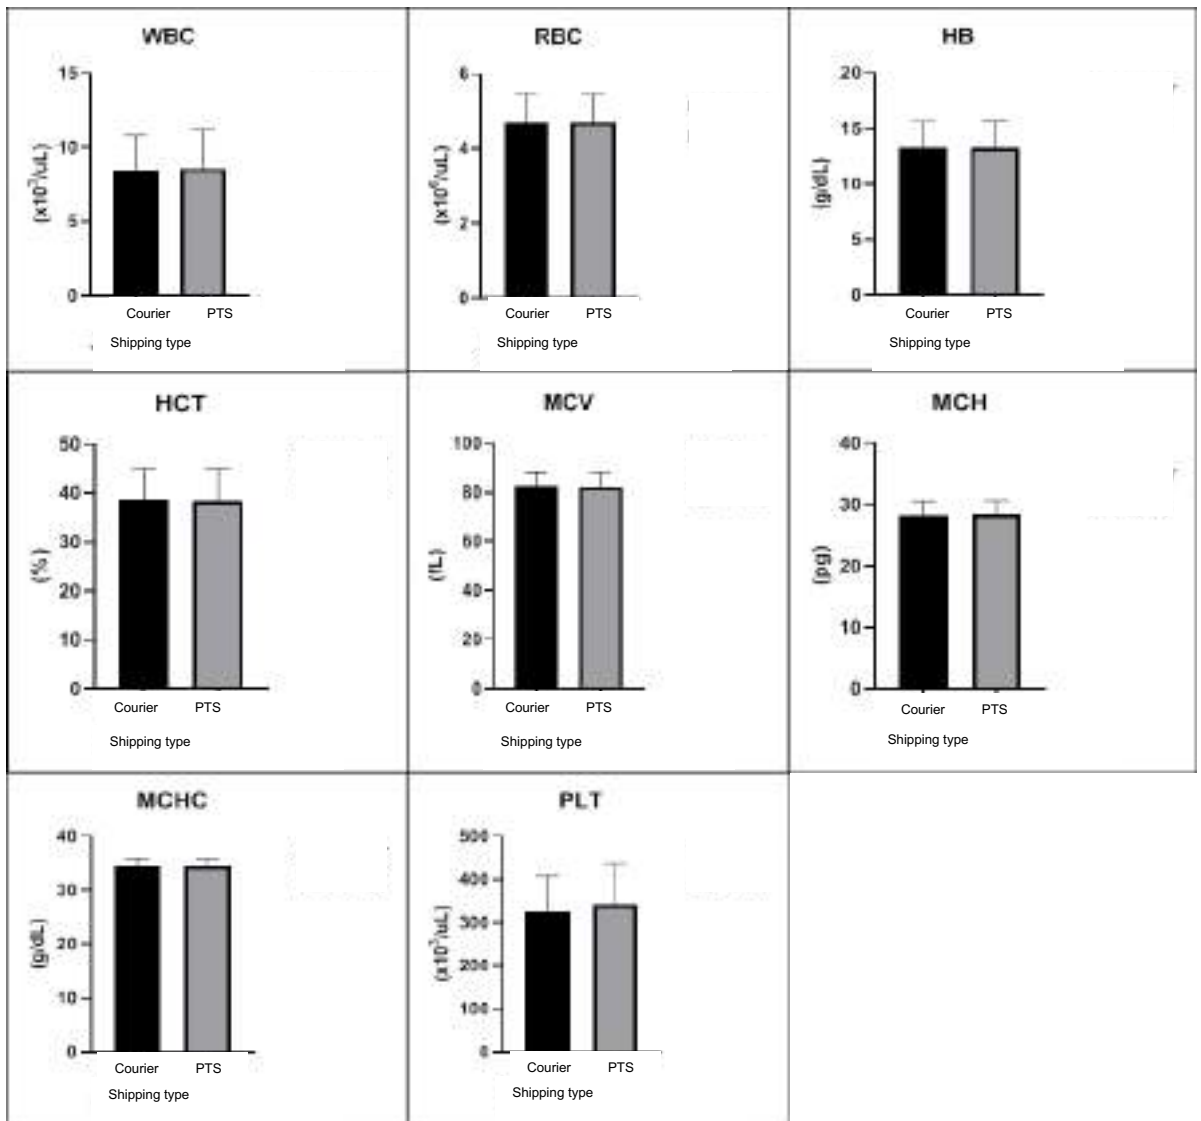 WBC
15
10
5
0
(x10³/uL)
Courier PTS
Shipping type
RBC
6
4
2
0
(x10⁶/uL)
Courier PTS
Shipping type
HB
20
15
10
5
0
(g/dL)
Courier PTS
Shipping type
HCT
50
40
30
20
10
0
(%)
Courier PTS
Shipping type
MCV
100
80
60
40
20
0
(fL)
Courier PTS
Shipping type
MCH
40
30
20
10
0
(pg)
Courier PTS
Shipping type
MCHC
40
30
20
10
0
(g/dL)
Courier PTS
Shipping type
PLT
500
400
300
200
100
0
(x10³/uL)
Courier PTS
Shipping type